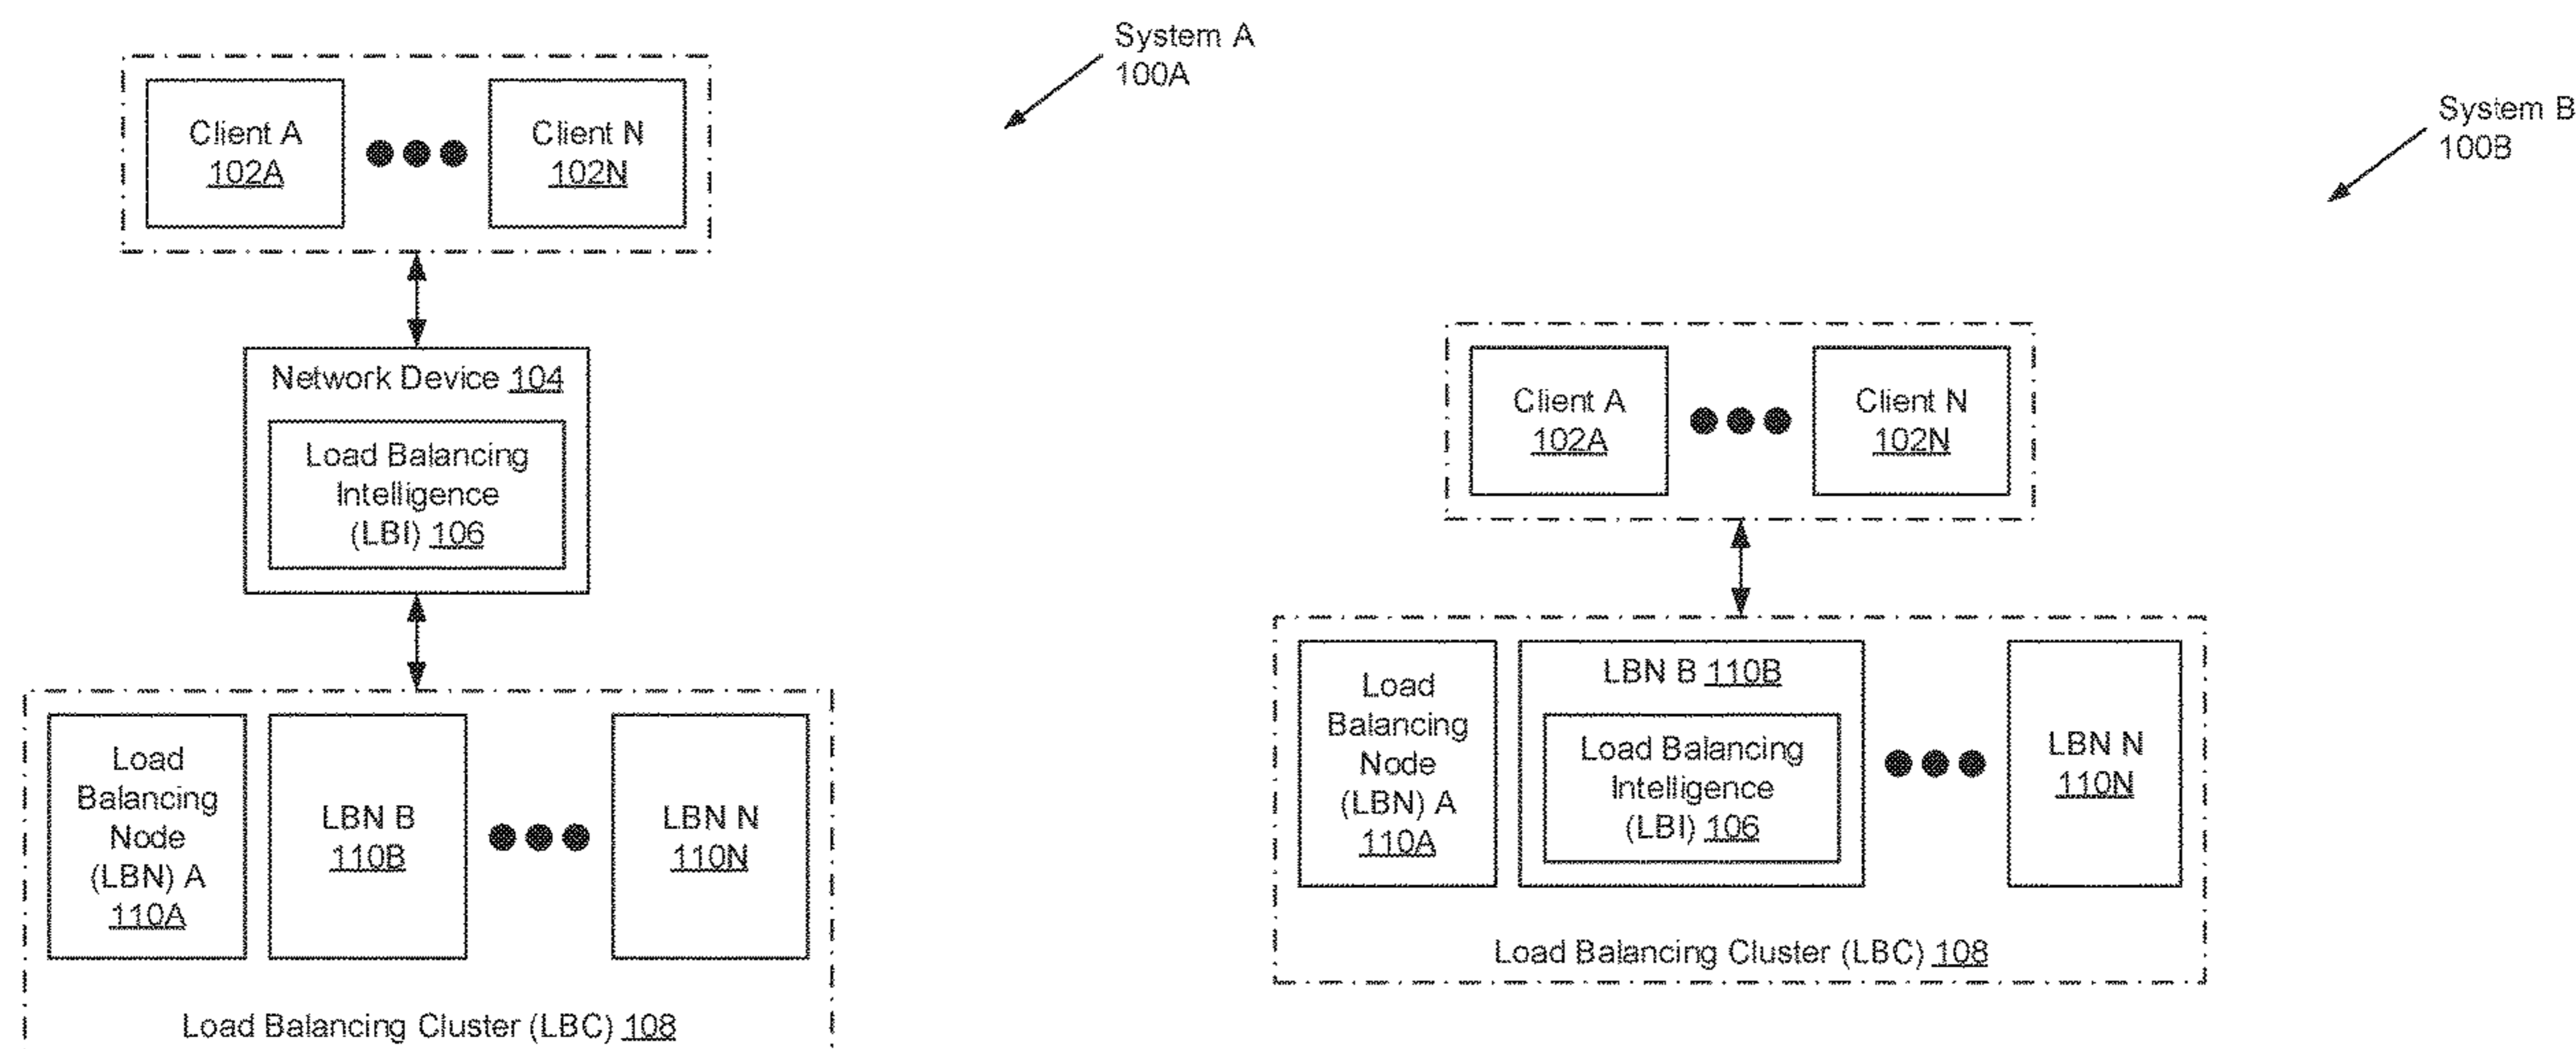 System A
100A
Client A
102A
Client N
102N
Network Device 104
Load Balancing
Intelligence
(LBI) 106
Load
Balancing
Node
(LBN) A
110A
LBN B
110B
LBN N
110N
Load Balancing Cluster (LBC) 108
System B
100B
Client A
102A
Client N
102N
Load
Balancing
Node
(LBN) A
110A
LBN B 110B
Load Balancing
Intelligence
(LBI) 106
LBN N
110N
Load Balancing Cluster (LBC) 108